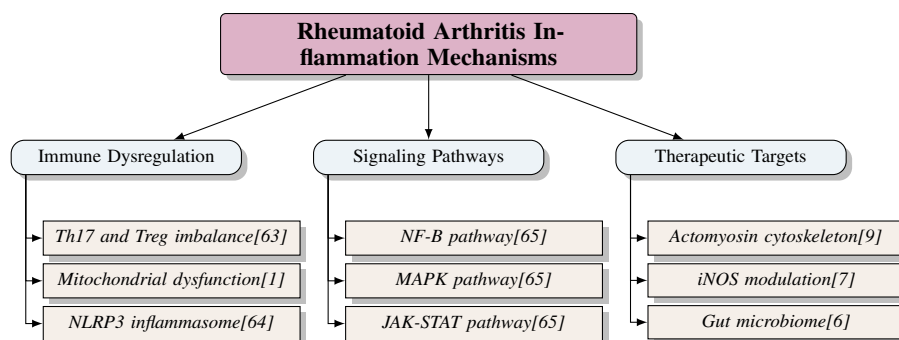 Rheumatoid Arthritis In-
flammation Mechanisms
Immune Dysregulation
Th17 and Treg imbalance[63]
Mitochondrial dysfunction[1]
NLRP3 inflammasome[64]
Signaling Pathways
NF-B pathway[65]
MAPK pathway[65]
JAK-STAT pathway[65]
Therapeutic Targets
Actomyosin cytoskeleton[9]
iNOS modulation[7]
Gut microbiome[6]